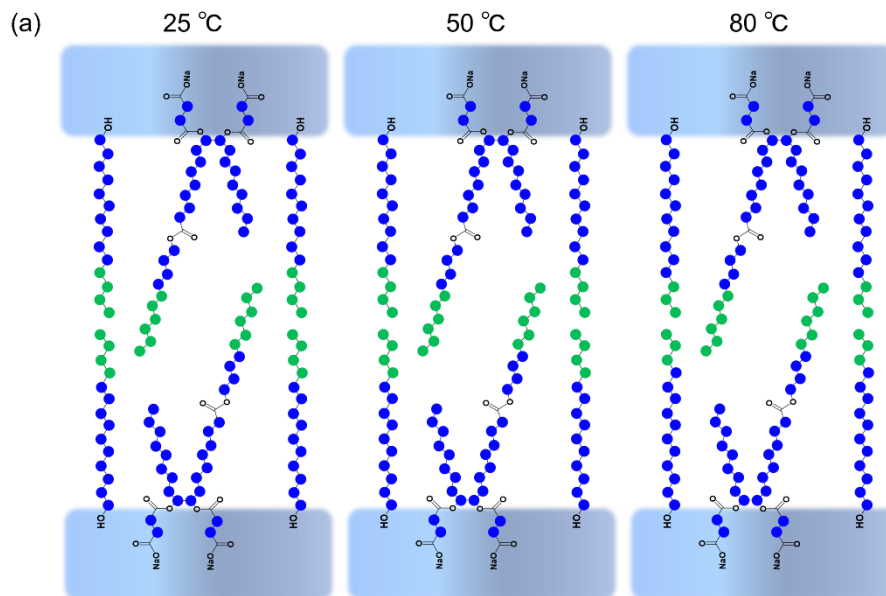 (a) 25 ℃ 50 ℃ 80 ℃
ONa ONa ONa ONa ONa ONa
O O O O O O
OH O O OH OH O O OH OH O O OH
O O O O O O
O O O O O O
O O O O O O
O O O O O O
HO O O HO HO O O HO HO O O HO
O O O O O O
NaO NaO NaO NaO NaO NaO